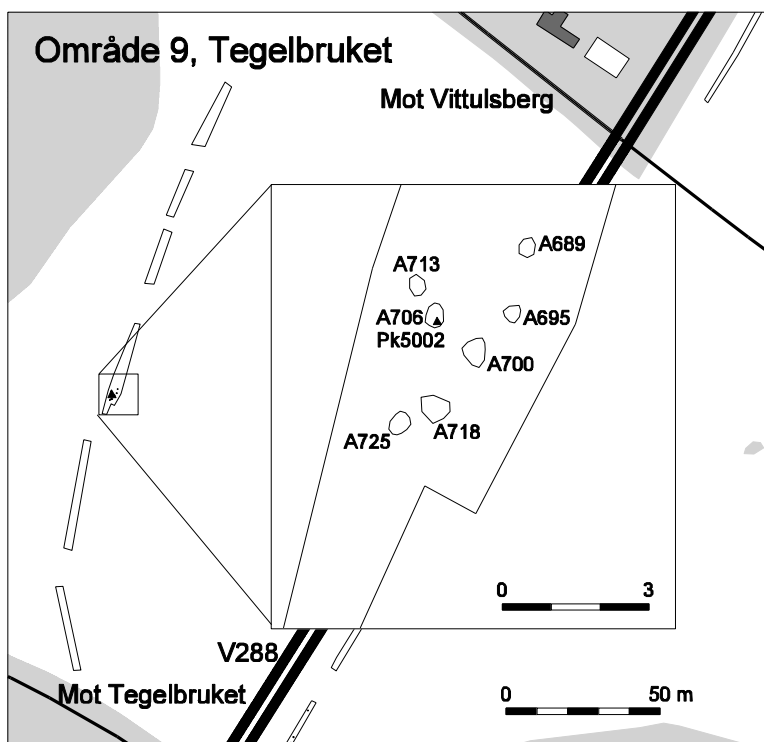 Område 9, Tegelbruket
Mot Vittulsberg
A689
A713
A706
Pk5002
A695
A700
A718
A725
0 3
V288
Mot Tegelbruket
0 50 m